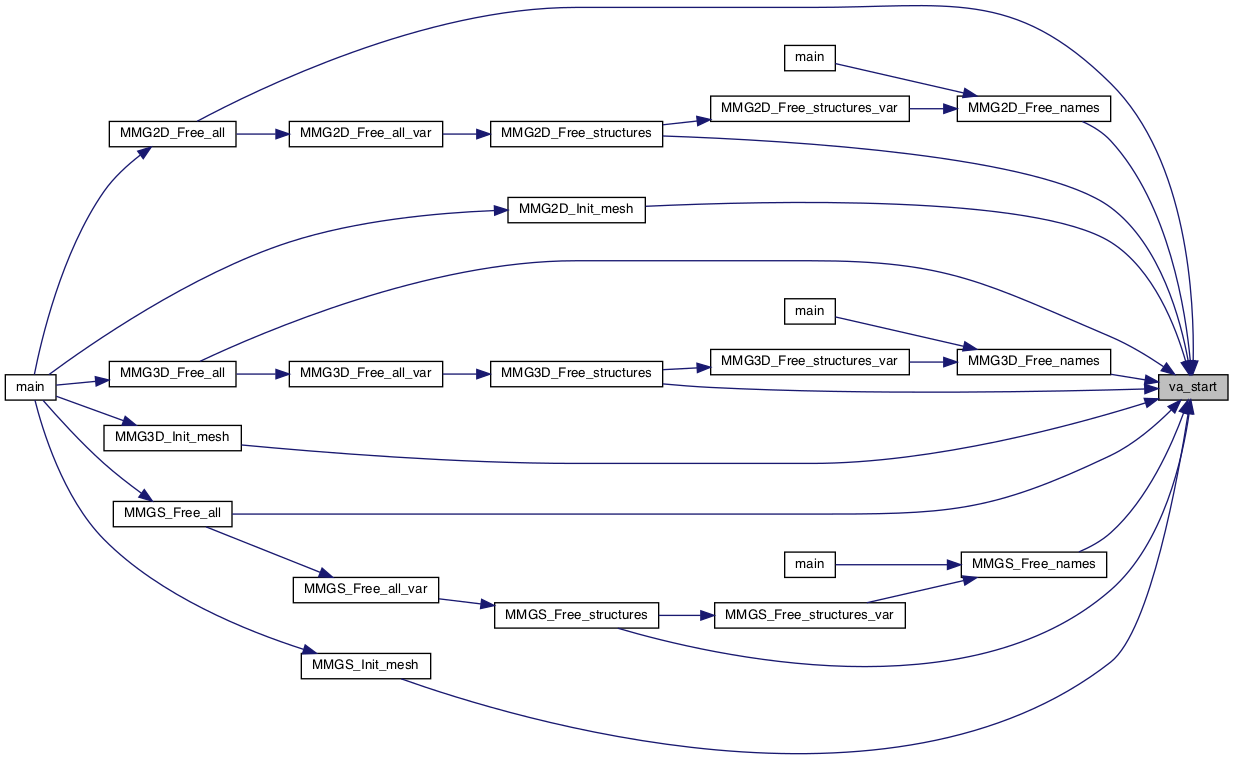 main
MMG2D_Free_names
MMG2D_Free_structures_var
MMG2D_Free_all
MMG2D_Free_all_var
MMG2D_Free_structures
MMG2D_Init_mesh
main
MMG3D_Free_names
MMG3D_Free_structures_var
MMG3D_Free_all
MMG3D_Free_all_var
MMG3D_Free_structures
main
va_start
MMG3D_Init_mesh
MMGS_Free_all
main
MMGS_Free_names
MMGS_Free_all_var
MMGS_Free_structures
MMGS_Free_structures_var
MMGS_Init_mesh